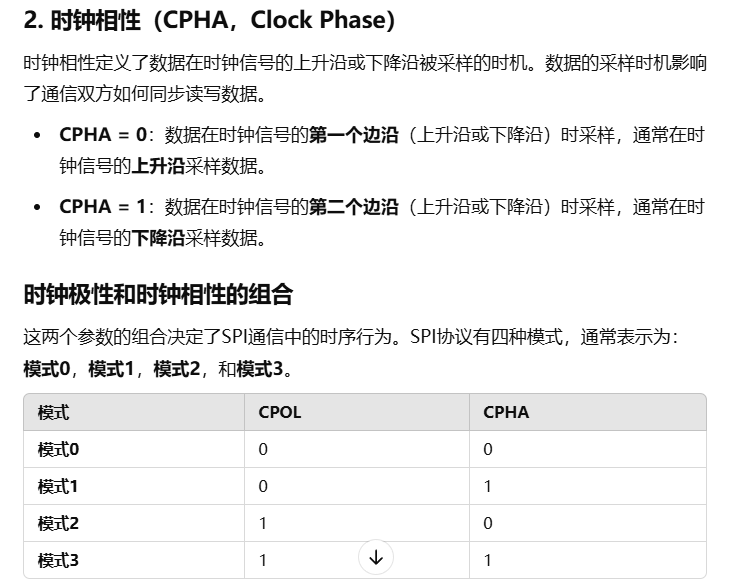 2. 时钟相性（CPHA，Clock Phase）
时钟相性定义了数据在时钟信号的上升沿或下降沿被采样的时机。数据的采样时机影响
了通信双方如何同步读写数据。
• CPHA = 0：数据在时钟信号的第一个边沿（上升沿或下降沿）时采样，通常在时
钟信号的上升沿采样数据。
• CPHA = 1：数据在时钟信号的第二个边沿（上升沿或下降沿）时采样，通常在时
钟信号的下降沿采样数据。
时钟极性和时钟相性的组合
这两个参数的组合决定了SPI通信中的时序行为。SPI协议有四种模式，通常表示为：
模式0，模式1，模式2，和模式3。
模式 CPOL CPHA
模式0 0 0
模式1 0 1
模式2 1 0
模式3 1 1